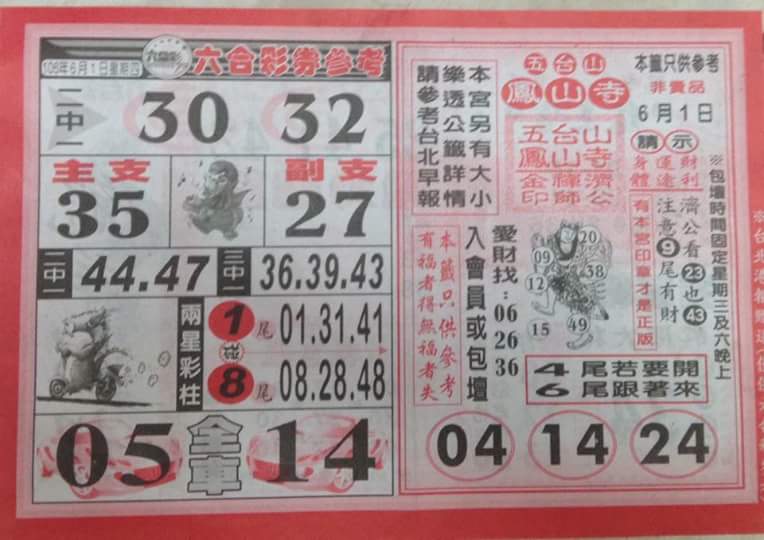 106年6月1日星期四
六合彩
六合彩券參考
二中一
30 32
主支 副支
35 27
二中一 44.47 三中一 36.39.43
兩星彩柱
1尾 01.31.41
碰
8尾 08.28.48
05 全車 14
本宮另有大小
樂透公籤詳情
請參考台北早報
五台山
鳳山寺
本籤只供參考
非賣品
6月1日
五台山
鳳山寺
金禪濟
印師公
請示
財利
運途
身體
濟公看23也43
注意9尾有財
有本宮印章才是正版
※包壇時間固定星期三及六晚上
愛財找:06 26 36
入會員或包壇
本籤只供參考
有福者得無福者失
20
09
38
12
15
49
4尾若要開
6尾跟著來
04 14 24